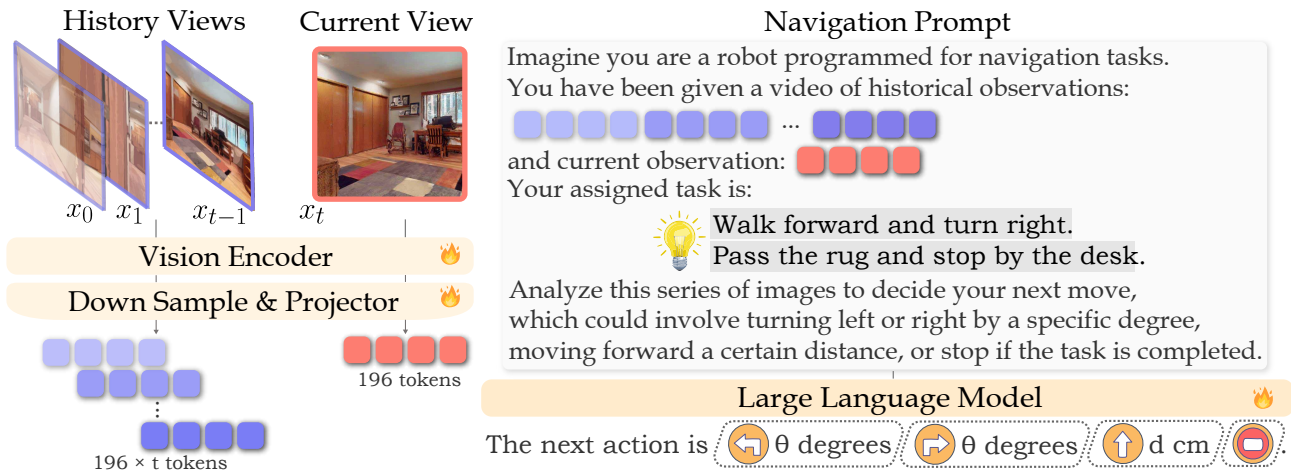 History Views
Current View
x_0
x_1
x_{t−1}
x_t
Vision Encoder
Down Sample & Projector
196 tokens
196 × t tokens
Navigation Prompt
Imagine you are a robot programmed for navigation tasks.
You have been given a video of historical observations:
...
and current observation:
Your assigned task is:
Walk forward and turn right.
Pass the rug and stop by the desk.
Analyze this series of images to decide your next move,
which could involve turning left or right by a specific degree,
moving forward a certain distance, or stop if the task is completed.
Large Language Model
The next action is θ degrees / θ degrees / d cm / .